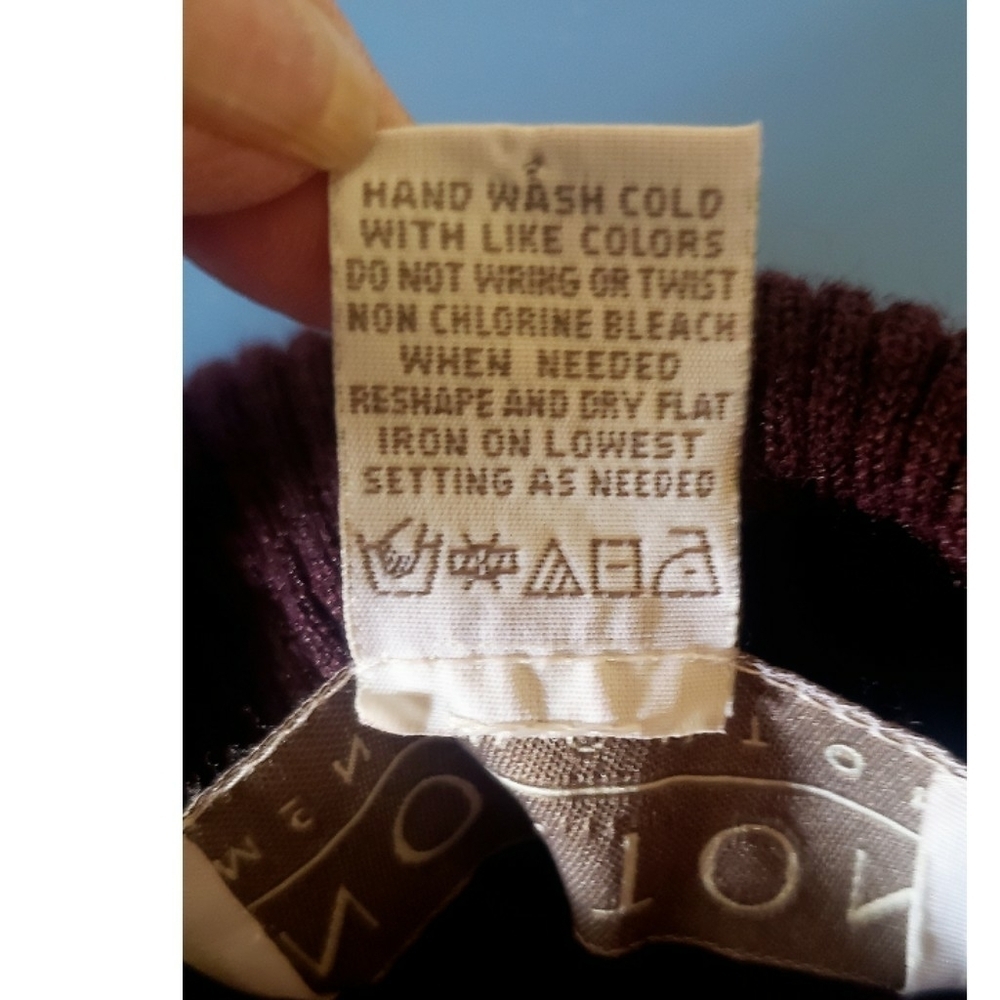 HAND WASH COLD
WITH LIKE COLORS
DO NOT WRING OR TWIST
NON CHLORINE BLEACH
WHEN NEEDED
RESHAPE AND DRY FLAT
IRON ON LOWEST
SETTING AS NEEDED